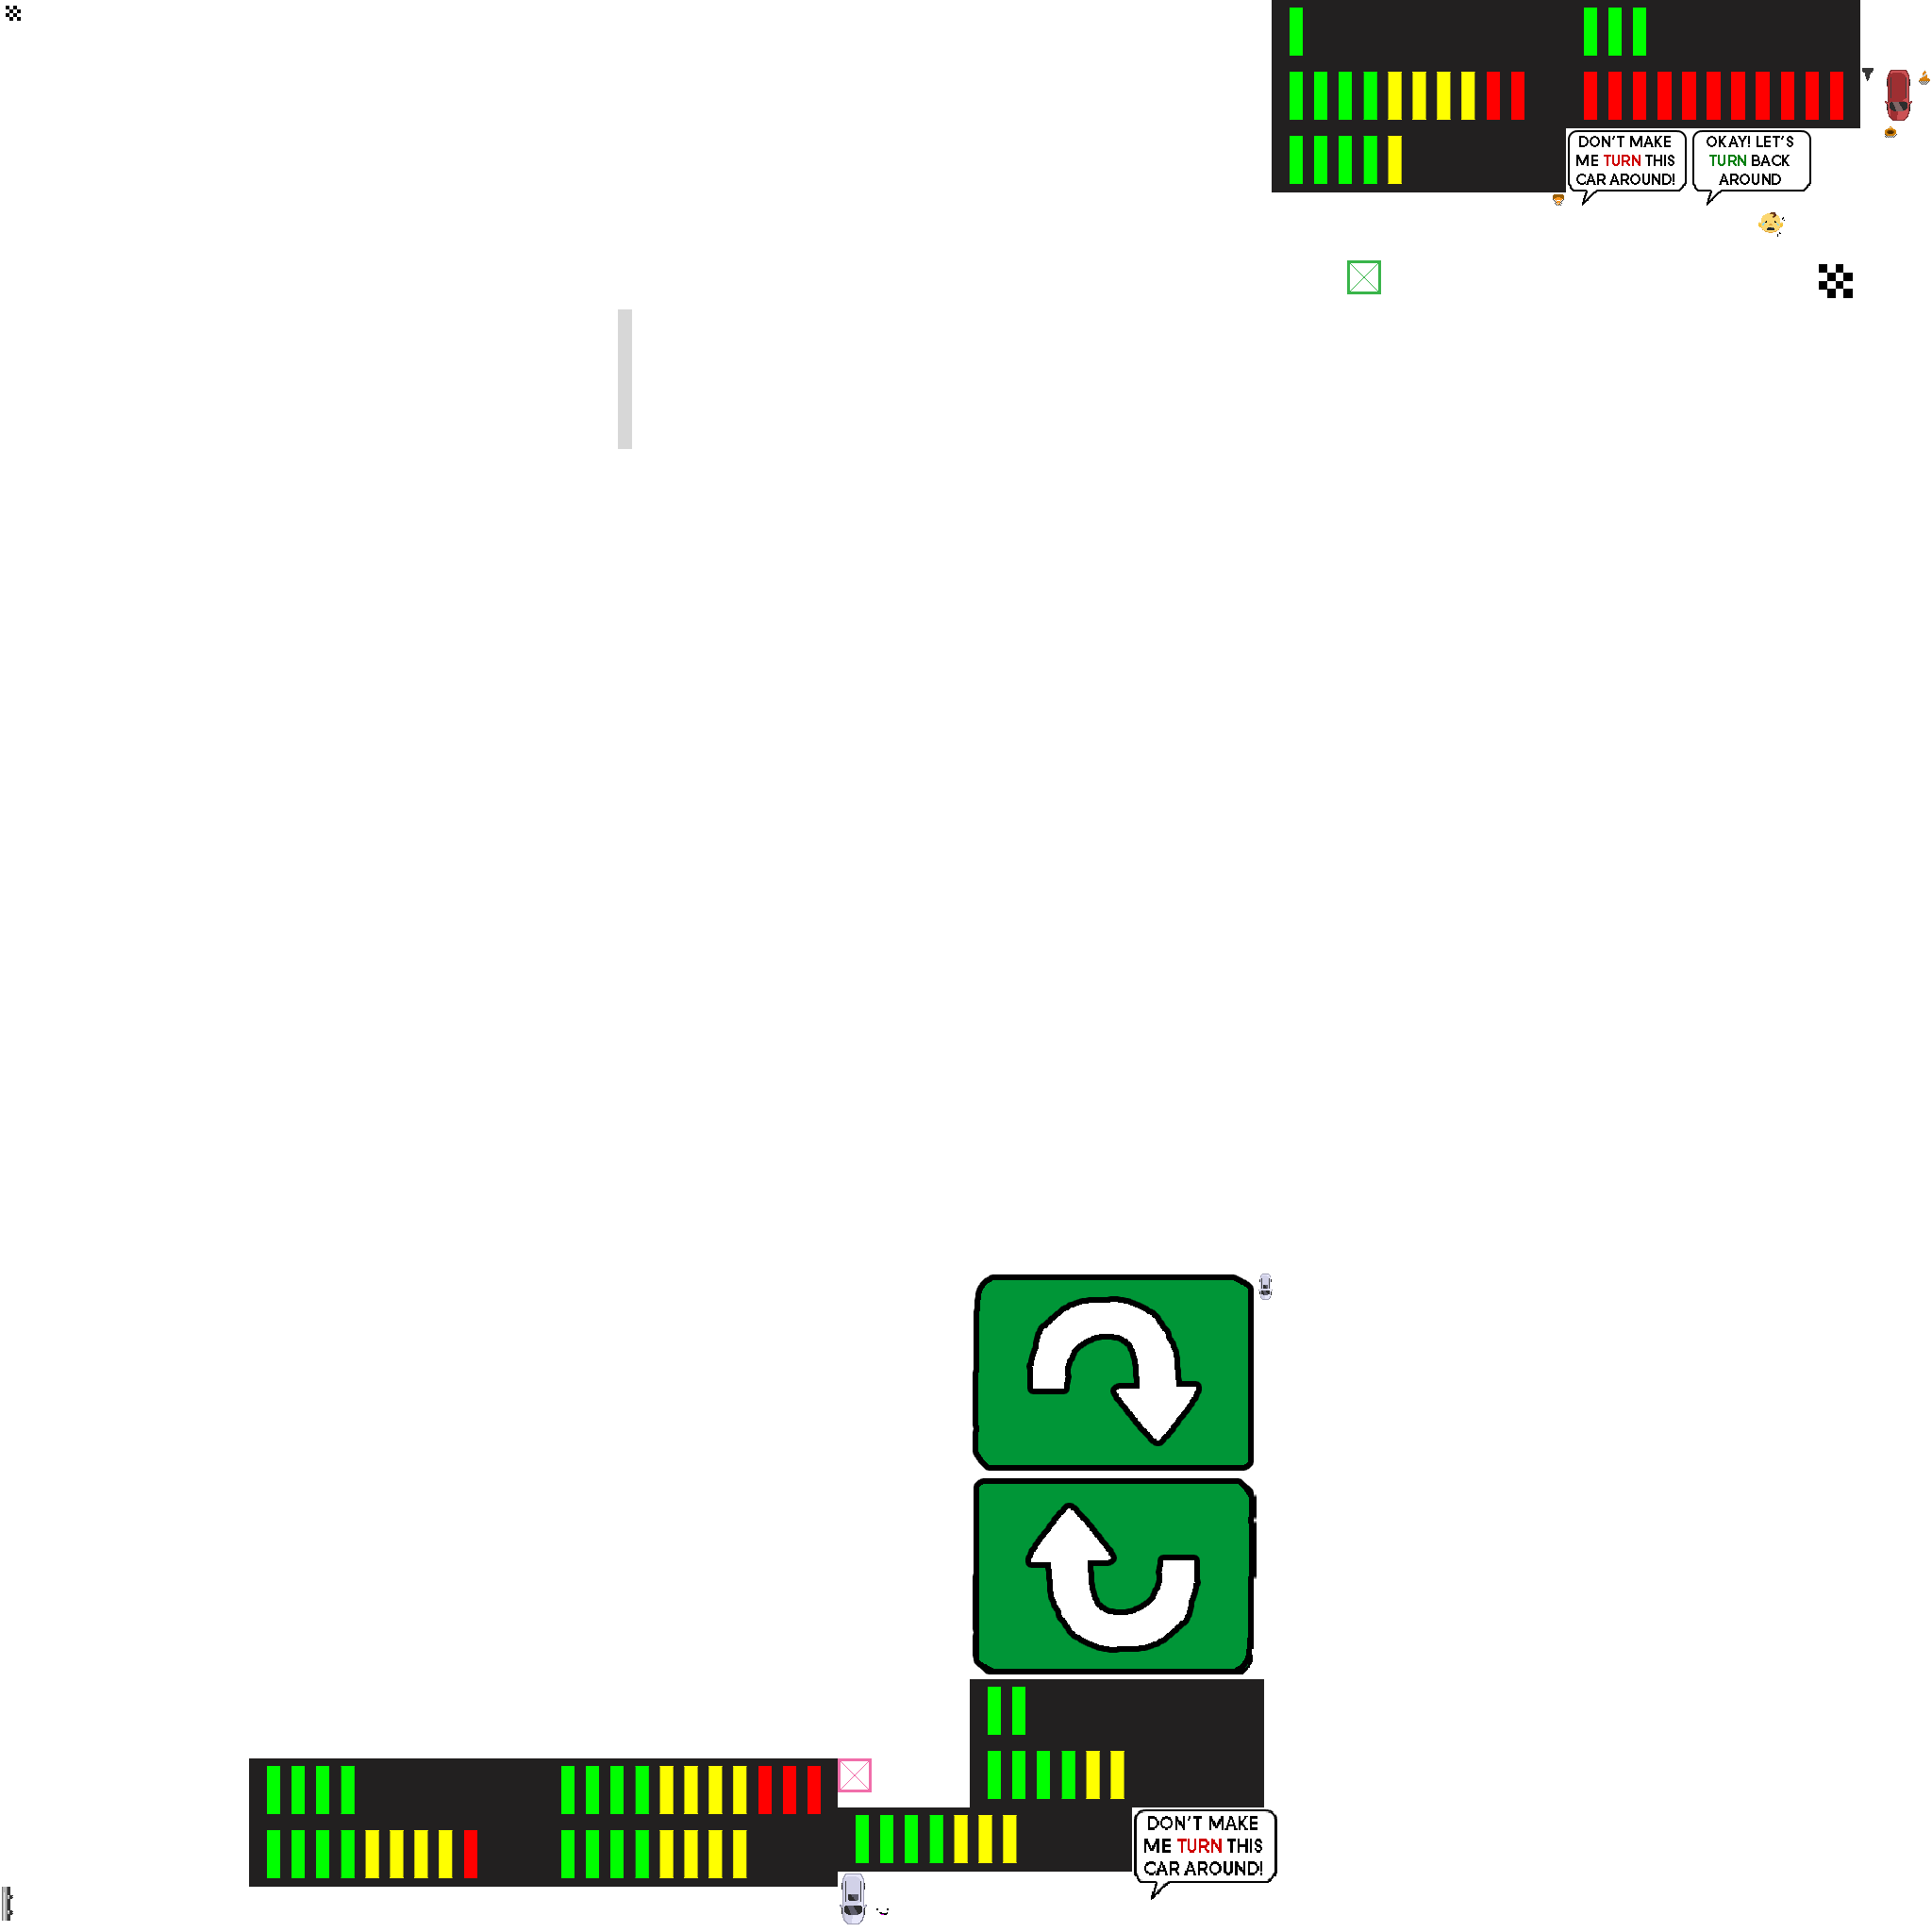 DON'T MAKE
ME TURN THIS
CAR AROUND!
OKAY! LET'S
TURN BACK
AROUND
DON'T MAKE
ME TURN THIS
CAR AROUND!